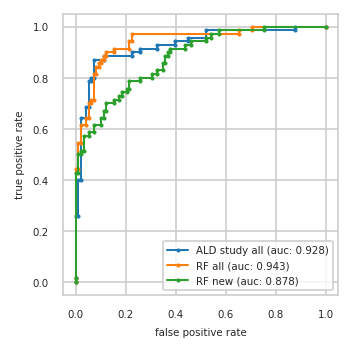 1.0
0.8
0.6
0.4
0.2
0.0
true positive rate
ALD study all (auc: 0.928)
RF all (auc: 0.943)
RF new (auc: 0.878)
0.0 0.2 0.4 0.6 0.8 1.0
false positive rate